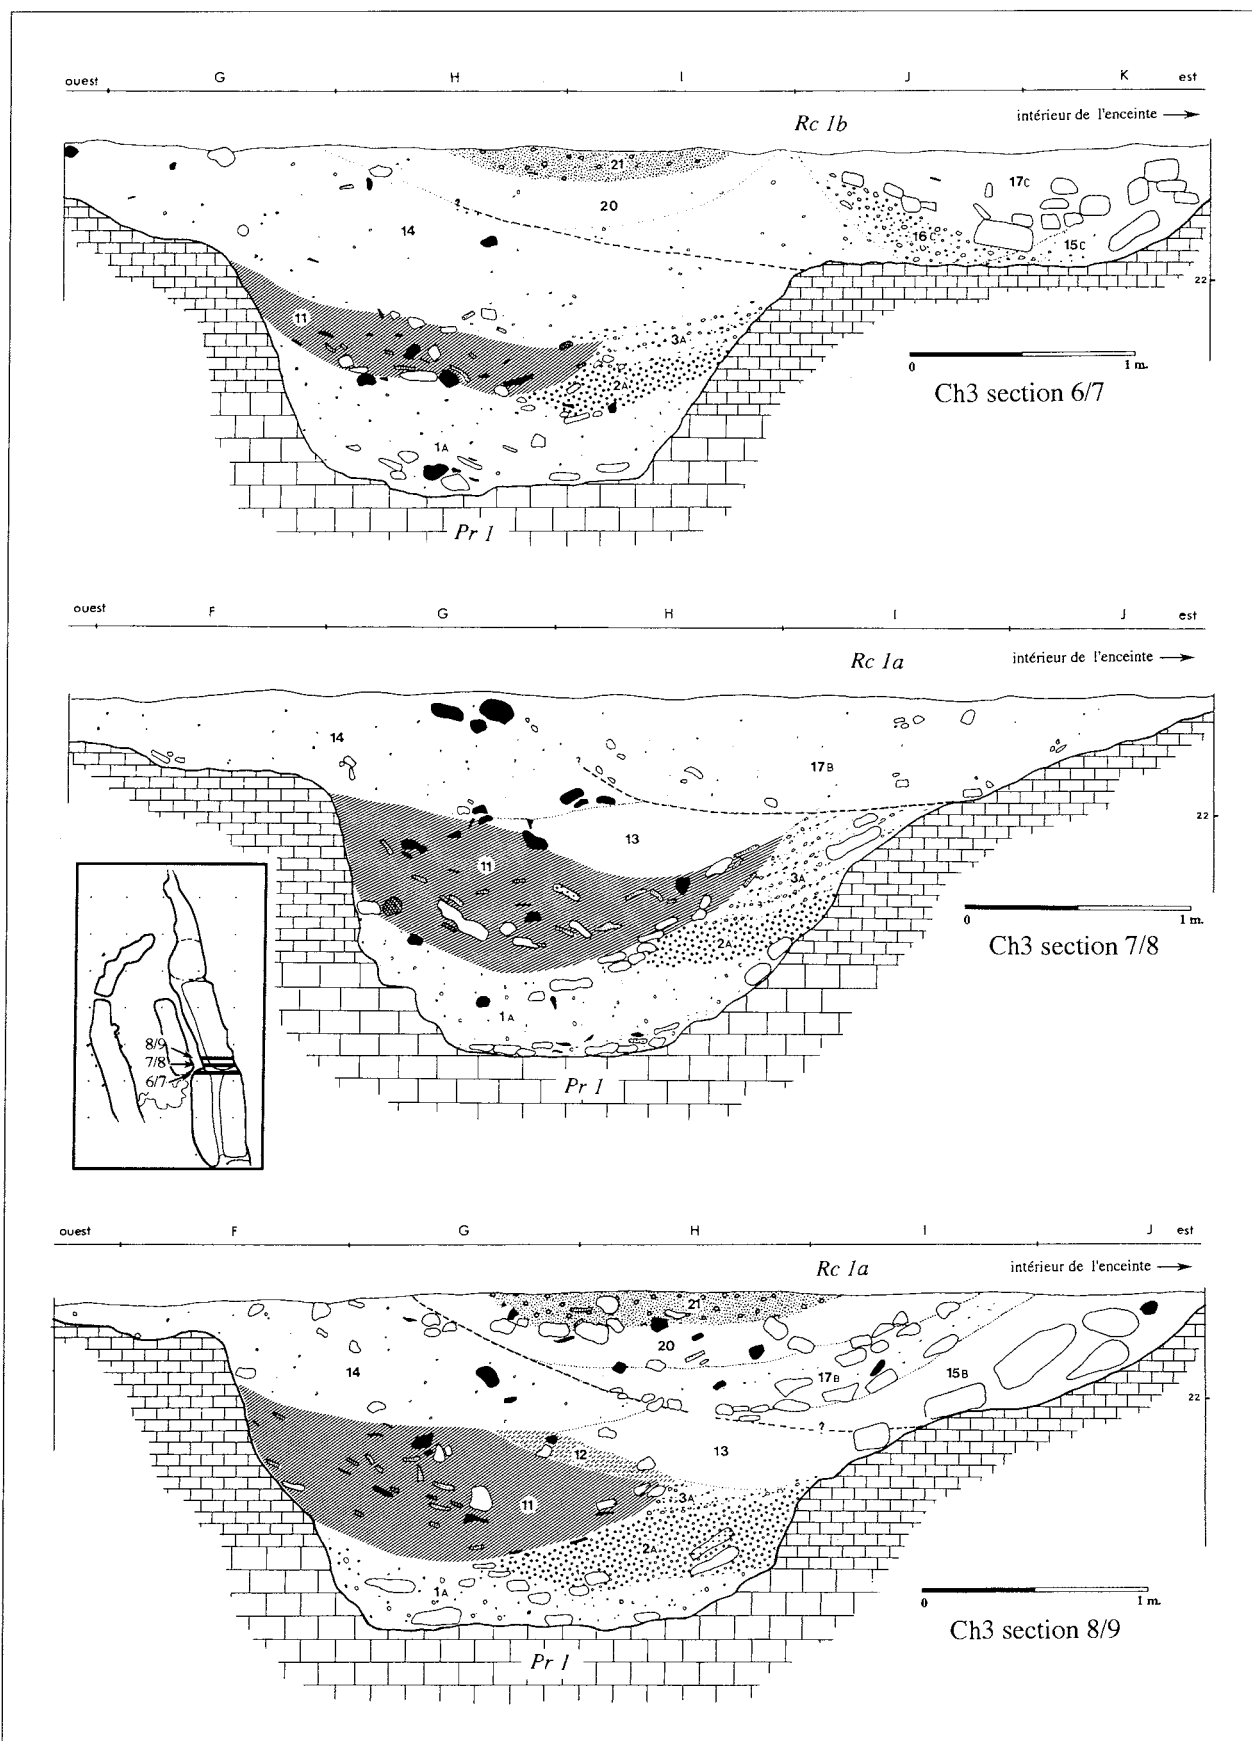 ouest G H I J K est
Rc 1b
intérieur de l'enceinte
21
17C
20
14
16C
15C
22
11
3A
2A
0 1 m.
Ch3 section 6/7
1A
Pr 1
ouest F G H I J est
Rc 1a
intérieur de l'enceinte
14
17B
22
13
11
3A
0 1 m.
2A
Ch3 section 7/8
1A
Pr 1
8/9
7/8
6/7
ouest F G H I J est
Rc 1a
intérieur de l'enceinte
21
20
14
17B
15B
22
?
12
13
3A
11
2A
1A
0 1 m.
Ch3 section 8/9
Pr 1